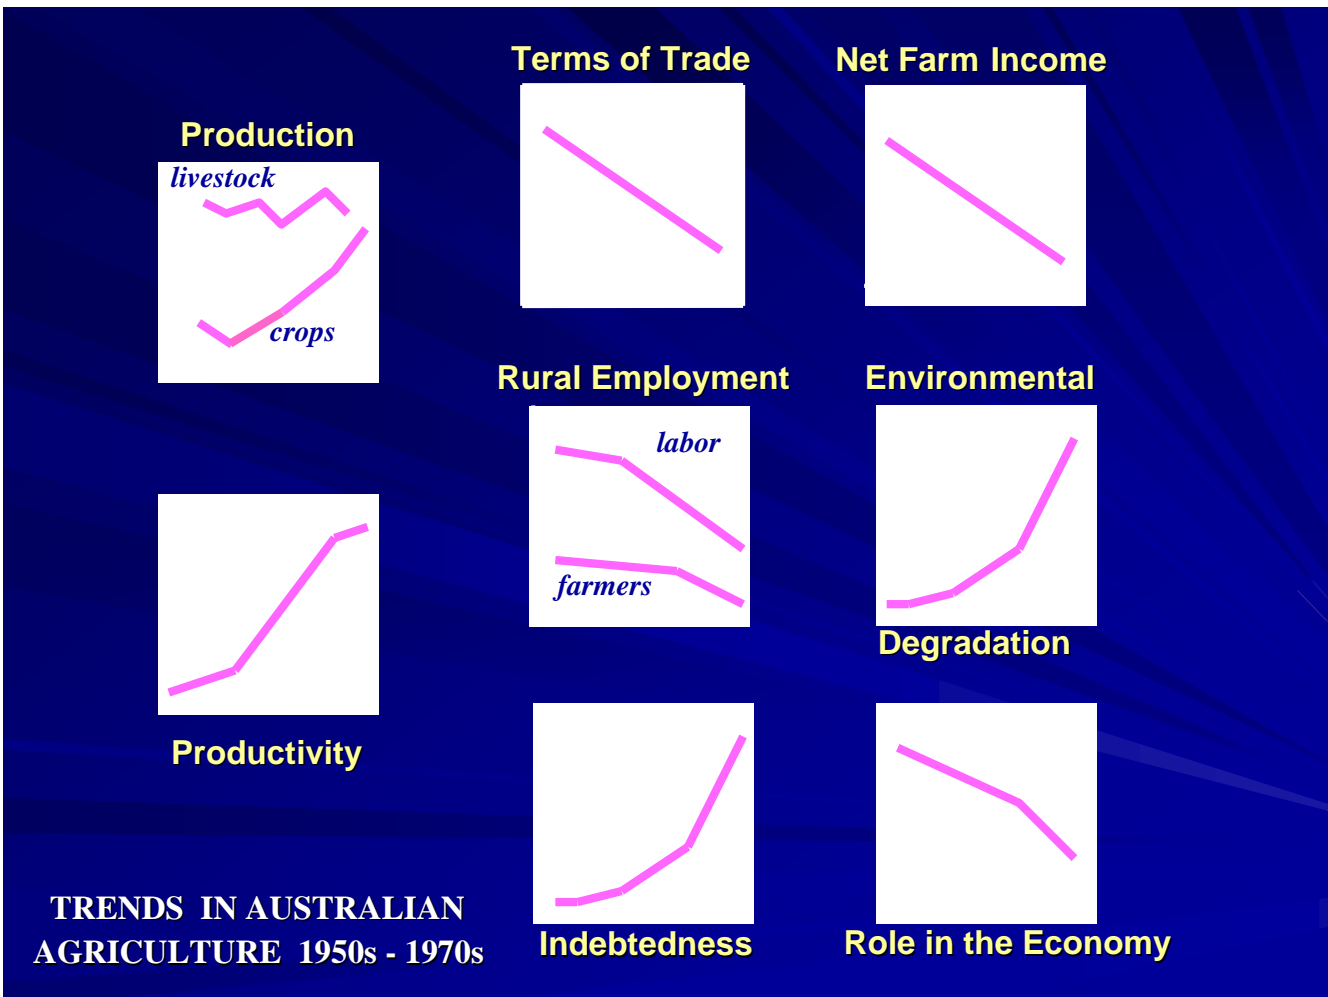 Terms of Trade
Net Farm Income
Production
livestock
crops
Rural Employment
labor
farmers
Environmental
Degradation
Productivity
Indebtedness
Role in the Economy
TRENDS IN AUSTRALIAN
AGRICULTURE 1950s - 1970s